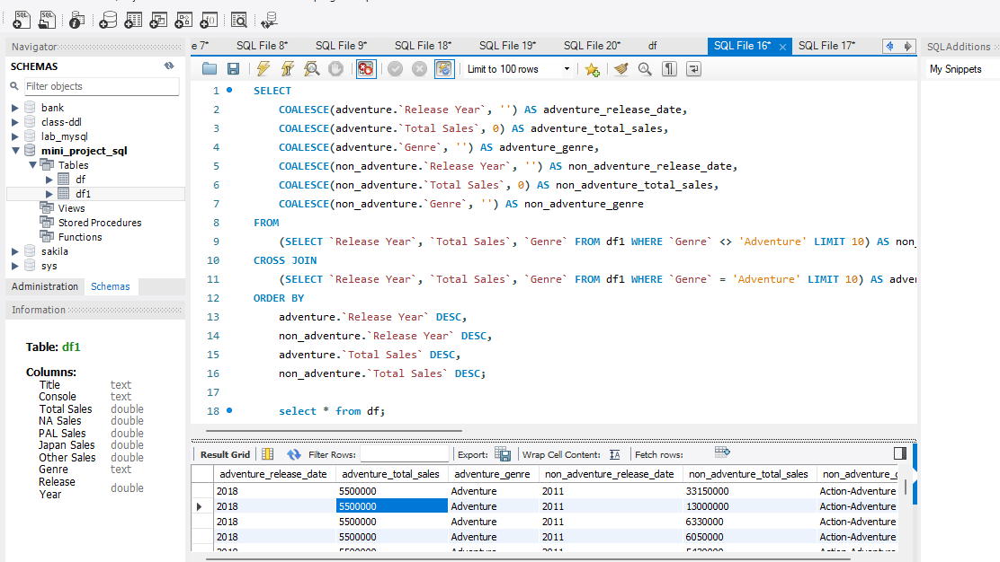 Navigator
SCHEMAS
Filter objects
bank
class-ddl
lab_mysql
mini_project_sql
Tables
df
df1
Views
Stored Procedures
Functions
sakila
sys
Administration Schemas
Information
Table: df1
Columns:
Title text
Console text
Total Sales double
NA Sales double
PAL Sales double
Japan Sales double
Other Sales double
Genre text
Release Year double
e 7* SQL File 8* SQL File 9* SQL File 18* SQL File 19* SQL File 20* df SQL File 16* SQL File 17*
Limit to 100 rows
1 SELECT
2 COALESCE(adventure.`Release Year`, '') AS adventure_release_date,
3 COALESCE(adventure.`Total Sales`, 0) AS adventure_total_sales,
4 COALESCE(adventure.`Genre`, '') AS adventure_genre,
5 COALESCE(non_adventure.`Release Year`, '') AS non_adventure_release_date,
6 COALESCE(non_adventure.`Total Sales`, 0) AS non_adventure_total_sales,
7 COALESCE(non_adventure.`Genre`, '') AS non_adventure_genre
8 FROM
9 (SELECT `Release Year`, `Total Sales`, `Genre` FROM df1 WHERE `Genre` <> 'Adventure' LIMIT 10) AS non_
10 CROSS JOIN
11 (SELECT `Release Year`, `Total Sales`, `Genre` FROM df1 WHERE `Genre` = 'Adventure' LIMIT 10) AS adve
12 ORDER BY
13 adventure.`Release Year` DESC,
14 non_adventure.`Release Year` DESC,
15 adventure.`Total Sales` DESC,
16 non_adventure.`Total Sales` DESC;
17
18 select * from df;
Result Grid Filter Rows: Export: Wrap Cell Content: Fetch rows:
adventure_release_date adventure_total_sales adventure_genre non_adventure_release_date non_adventure_total_sales non_adventure_
2018 5500000 Adventure 2011 33150000 Action-Adventure
2018 5500000 Adventure 2011 13000000 Action-Adventure
2018 5500000 Adventure 2011 6330000 Action-Adventure
2018 5500000 Adventure 2011 6050000 Action-Adventure
2018 5500000 Adventure 2011 Action-Adventure
SQLAdditions
My Snippets